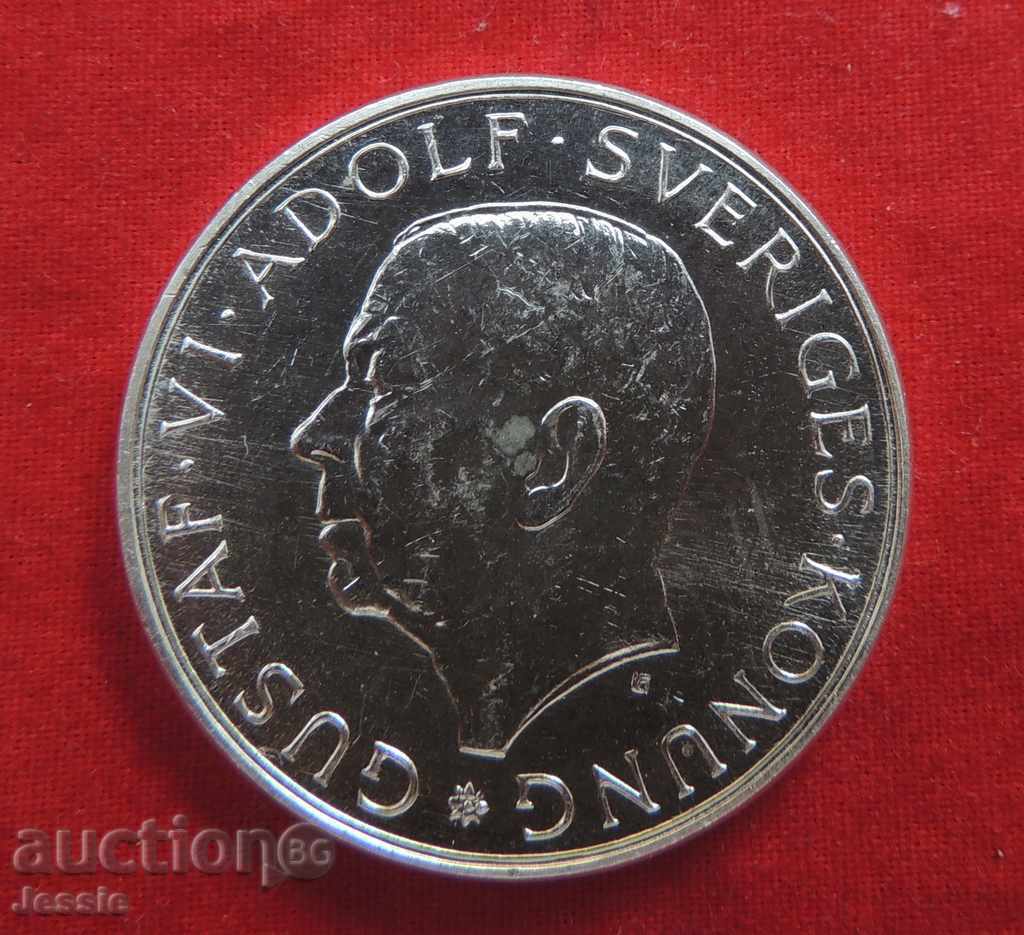 GUSTAF · VI · ADOLF · SVERIGES · KONUNG
auctionBG
Jessie